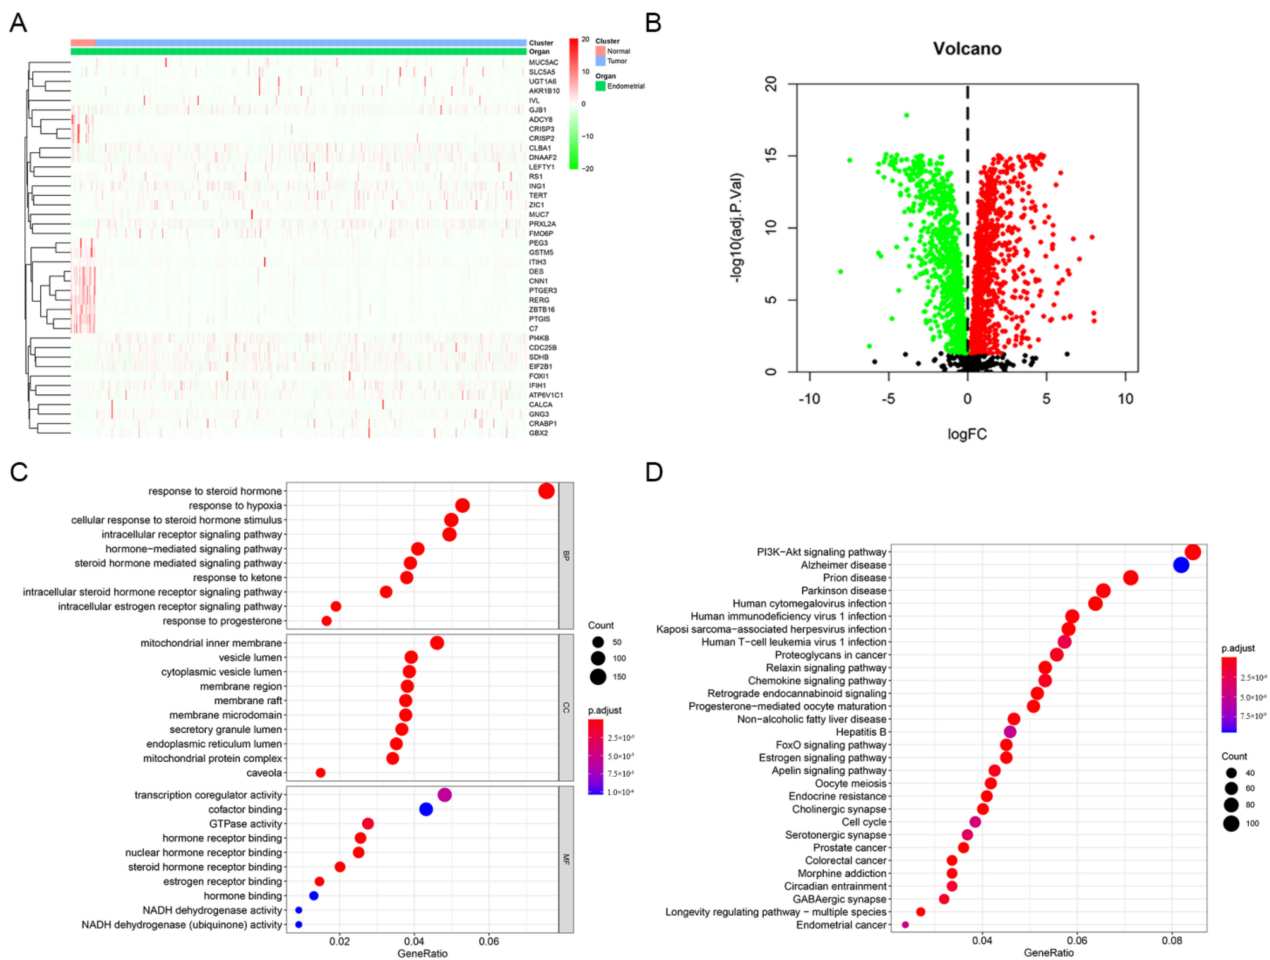 A
Cluster
Organ
MUC5AC
SLC5A5
UGT1A6
AKR1B10
IVL
GJB1
ADCY8
CRISP3
CRISP2
CLBA1
DNAAF2
LEFTY1
RS1
ING1
TERT
ZIC1
MUC7
PRXL2A
FMO6P
PEG3
GSTM5
ITIH3
DES
CNN1
PTGER3
RERG
ZBTB16
PTGIS
C7
PI4KB
CDC25B
SDHB
EIF2B1
FOXI1
IFIH1
ATP6V1C1
CALCA
GNG3
CRABP1
GBX2
20
10
0
−10
−20
Cluster
Normal
Tumor
Organ
Endometrial
B
Volcano
-log10(adj.P.Val)
20
15
10
5
0
-10
-5
0
5
10
logFC
C
response to steroid hormone
response to hypoxia
cellular response to steroid hormone stimulus
intracellular receptor signaling pathway
hormone−mediated signaling pathway
steroid hormone mediated signaling pathway
response to ketone
intracellular steroid hormone receptor signaling pathway
intracellular estrogen receptor signaling pathway
response to progesterone
BP
mitochondrial inner membrane
vesicle lumen
cytoplasmic vesicle lumen
membrane region
membrane raft
membrane microdomain
secretory granule lumen
endoplasmic reticulum lumen
mitochondrial protein complex
caveola
CC
transcription coregulator activity
cofactor binding
GTPase activity
hormone receptor binding
nuclear hormone receptor binding
steroid hormone receptor binding
estrogen receptor binding
hormone binding
NADH dehydrogenase activity
NADH dehydrogenase (ubiquinone) activity
MF
0.02
0.04
0.06
GeneRatio
Count
50
100
150
p.adjust
D
PI3K−Akt signaling pathway
Alzheimer disease
Prion disease
Parkinson disease
Human cytomegalovirus infection
Human immunodeficiency virus 1 infection
Kaposi sarcoma−associated herpesvirus infection
Human T−cell leukemia virus 1 infection
Proteoglycans in cancer
Relaxin signaling pathway
Chemokine signaling pathway
Retrograde endocannabinoid signaling
Progesterone−mediated oocyte maturation
Non−alcoholic fatty liver disease
Hepatitis B
FoxO signaling pathway
Estrogen signaling pathway
Apelin signaling pathway
Oocyte meiosis
Endocrine resistance
Cholinergic synapse
Cell cycle
Serotonergic synapse
Prostate cancer
Colorectal cancer
Morphine addiction
Circadian entrainment
GABAergic synapse
Longevity regulating pathway − multiple species
Endometrial cancer
0.04
0.06
0.08
GeneRatio
p.adjust
Count
40
60
80
100